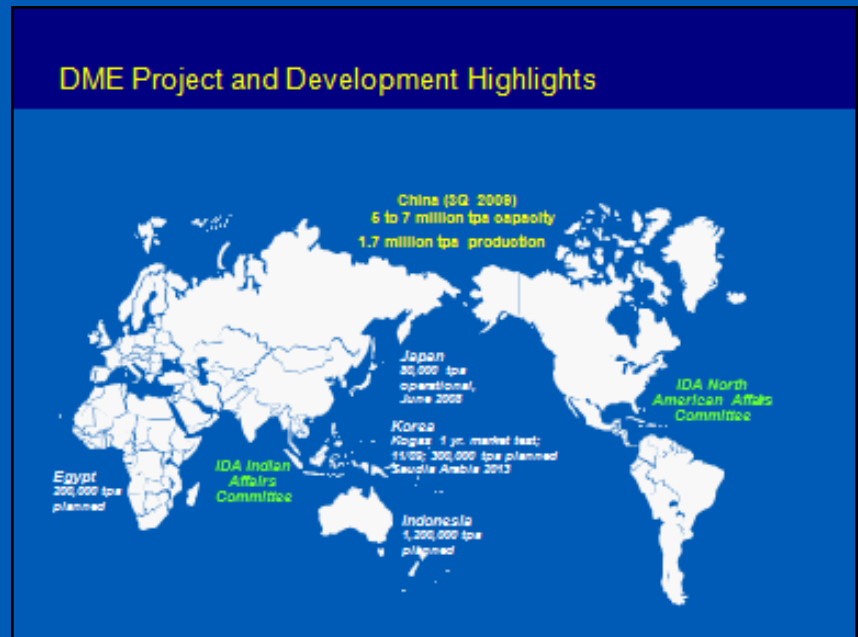 DME Project and Development Highlights
China (3Q 2009)
5 to 7 million tpa capacity
1.7 million tpa production
Japan
80,000 tpa
operational,
June 2008
IDA North
American Affairs
Committee
Korea
Kogas 1 yr. market test;
11/09; 300,000 tpa planned
Saudia Arabia 2013
IDA Indian
Affairs
Committee
Egypt
200,000 tpa
planned
Indonesia
1,200,000 tpa
planned